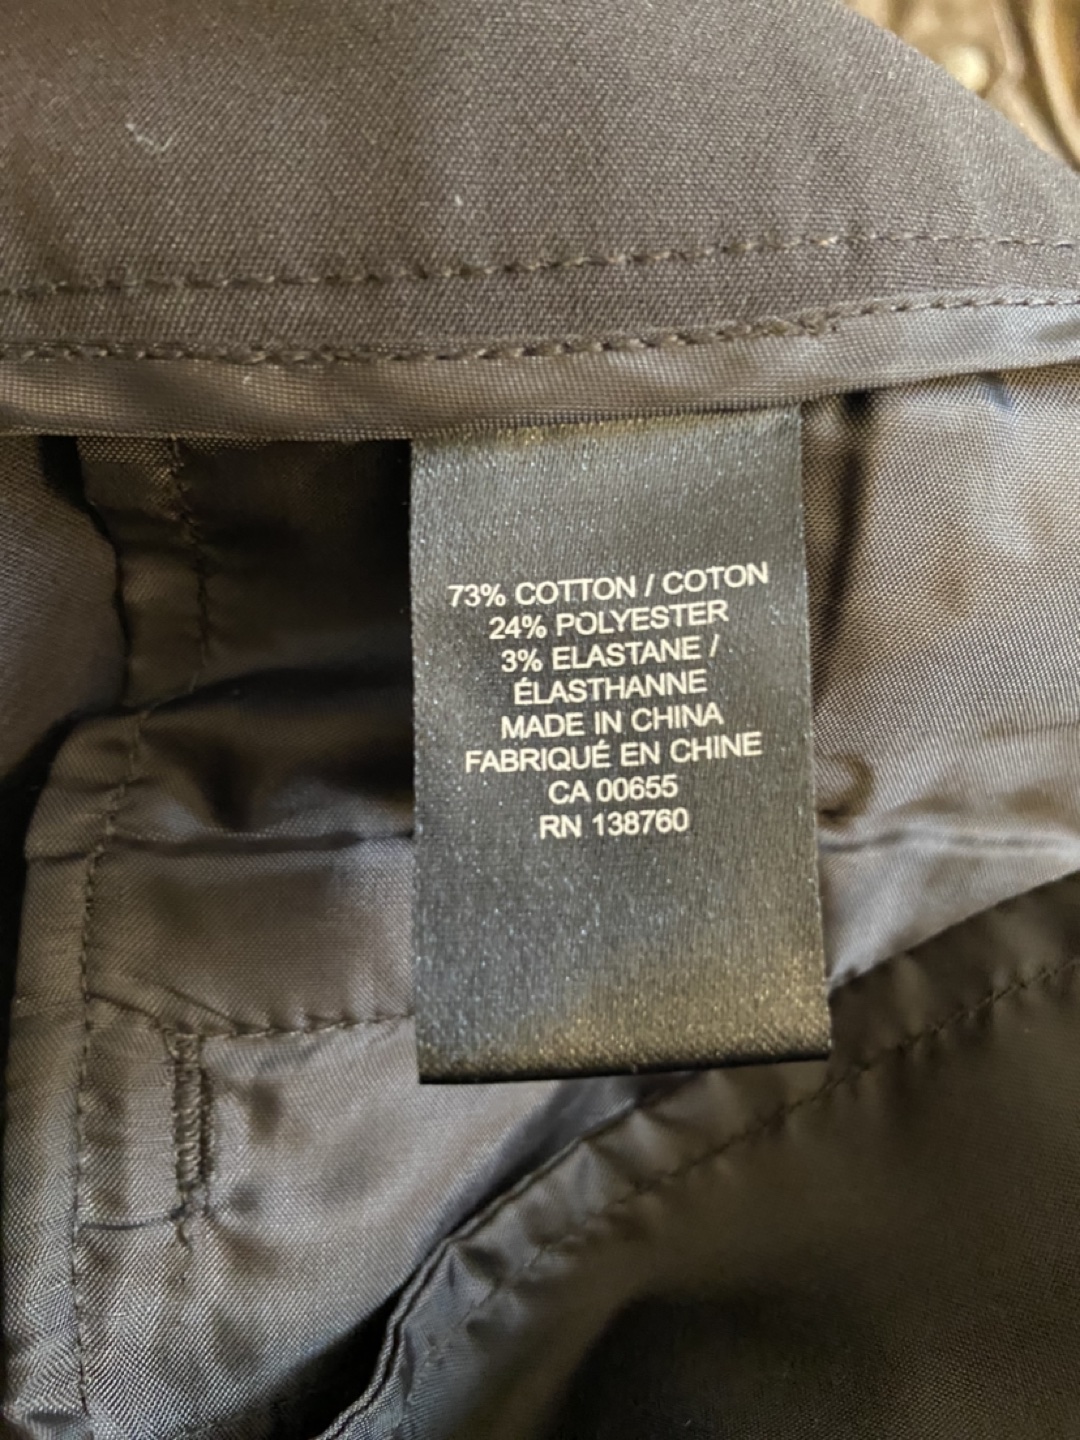 73% COTTON / COTON
24% POLYESTER
3% ELASTANE /
ÉLASTHANNE
MADE IN CHINA
FABRIQUÉ EN CHINE
CA 00655
RN 138760